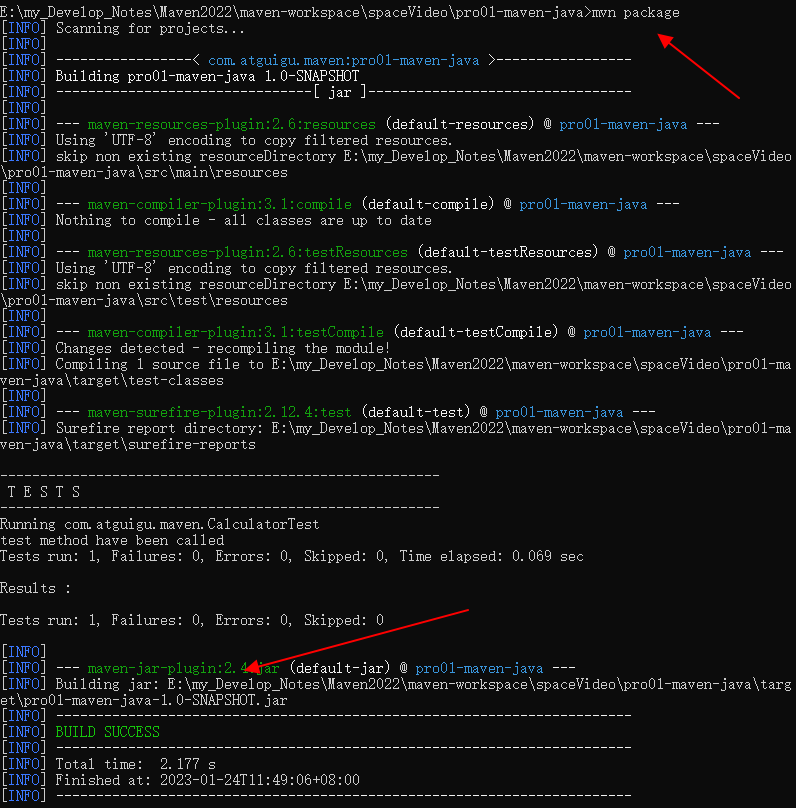 E:\my_Develop_Notes\Maven2022\maven-workspace\spaceVideo\pro01-maven-java>mvn package
[INFO] Scanning for projects...
[INFO]
[INFO] -----------------< com.atguigu.maven:pro01-maven-java >-----------------
[INFO] Building pro01-maven-java 1.0-SNAPSHOT
[INFO] --------------------------------[ jar ]---------------------------------
[INFO]
[INFO] --- maven-resources-plugin:2.6:resources (default-resources) @ pro01-maven-java ---
[INFO] Using 'UTF-8' encoding to copy filtered resources.
[INFO] skip non existing resourceDirectory E:\my_Develop_Notes\Maven2022\maven-workspace\spaceVideo
\pro01-maven-java\src\main\resources
[INFO]
[INFO] --- maven-compiler-plugin:3.1:compile (default-compile) @ pro01-maven-java ---
[INFO] Nothing to compile - all classes are up to date
[INFO]
[INFO] --- maven-resources-plugin:2.6:testResources (default-testResources) @ pro01-maven-java ---
[INFO] Using 'UTF-8' encoding to copy filtered resources.
[INFO] skip non existing resourceDirectory E:\my_Develop_Notes\Maven2022\maven-workspace\spaceVideo
\pro01-maven-java\src\test\resources
[INFO]
[INFO] --- maven-compiler-plugin:3.1:testCompile (default-testCompile) @ pro01-maven-java ---
[INFO] Changes detected - recompiling the module!
[INFO] Compiling 1 source file to E:\my_Develop_Notes\Maven2022\maven-workspace\spaceVideo\pro01-ma
ven-java\target\test-classes
[INFO]
[INFO] --- maven-surefire-plugin:2.12.4:test (default-test) @ pro01-maven-java ---
[INFO] Surefire report directory: E:\my_Develop_Notes\Maven2022\maven-workspace\spaceVideo\pro01-ma
ven-java\target\surefire-reports
-------------------------------------------------------
T E S T S
-------------------------------------------------------
Running com.atguigu.maven.CalculatorTest
test method have been called
Tests run: 1, Failures: 0, Errors: 0, Skipped: 0, Time elapsed: 0.069 sec
Results :
Tests run: 1, Failures: 0, Errors: 0, Skipped: 0
[INFO]
[INFO] --- maven-jar-plugin:2.4:jar (default-jar) @ pro01-maven-java ---
[INFO] Building jar: E:\my_Develop_Notes\Maven2022\maven-workspace\spaceVideo\pro01-maven-java\targ
et\pro01-maven-java-1.0-SNAPSHOT.jar
[INFO] ------------------------------------------------------------------------
[INFO] BUILD SUCCESS
[INFO] ------------------------------------------------------------------------
[INFO] Total time:  2.177 s
[INFO] Finished at: 2023-01-24T11:49:06+08:00
[INFO] ------------------------------------------------------------------------